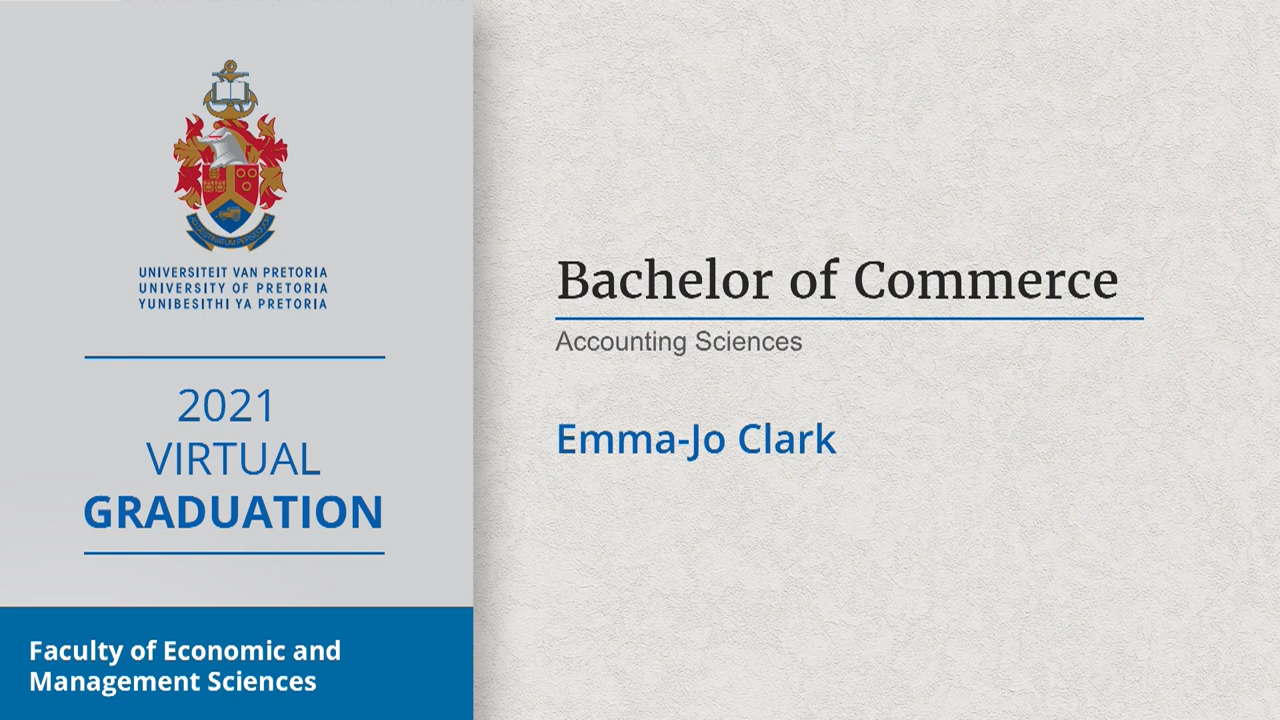 UNIVERSITEIT VAN PRETORIA
UNIVERSITY OF PRETORIA
YUNIBESITHI YA PRETORIA
2021
VIRTUAL
GRADUATION
Faculty of Economic and
Management Sciences
Bachelor of Commerce
Accounting Sciences
Emma-Jo Clark